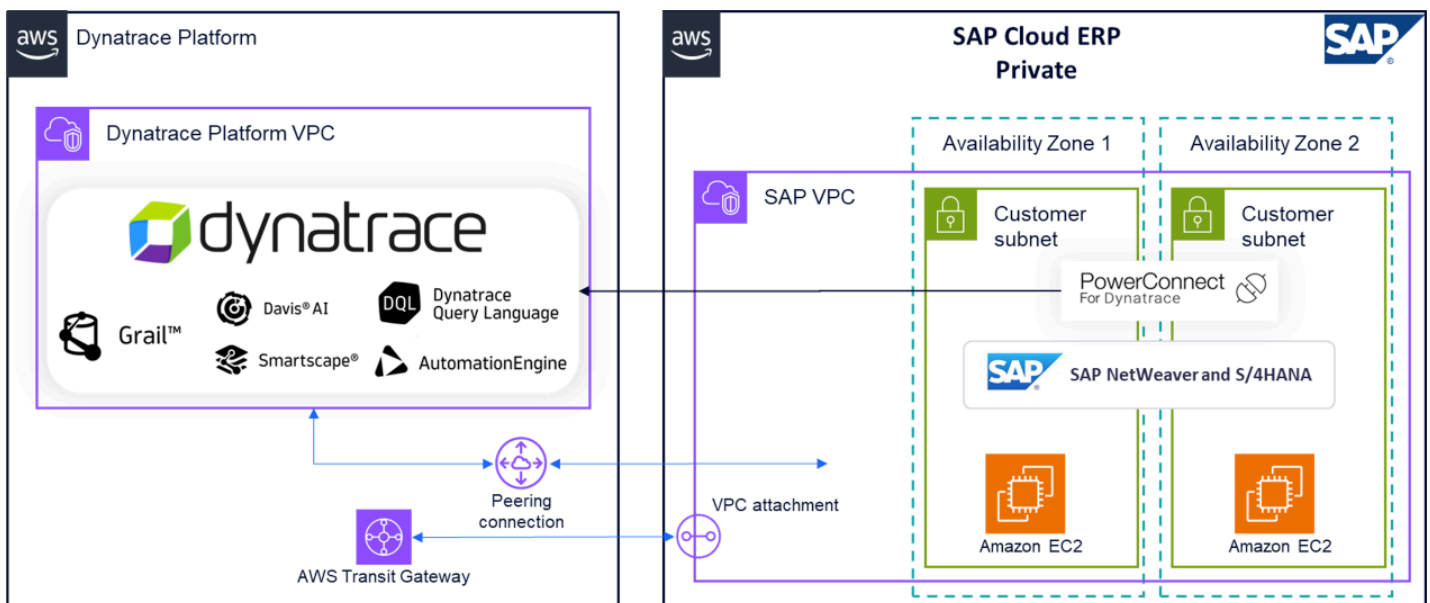 aws
Dynatrace Platform
Dynatrace Platform VPC
dynatrace
Grail™
Davis® AI
DQL
Dynatrace
Query Language
Smartscape®
AutomationEngine
Peering
connection
AWS Transit Gateway
aws
SAP Cloud ERP
Private
SAP®
Availability Zone 1
Availability Zone 2
SAP VPC
Customer
subnet
Customer
subnet
PowerConnect
For Dynatrace
SAP
SAP NetWeaver and S/4HANA
VPC attachment
Amazon EC2
Amazon EC2